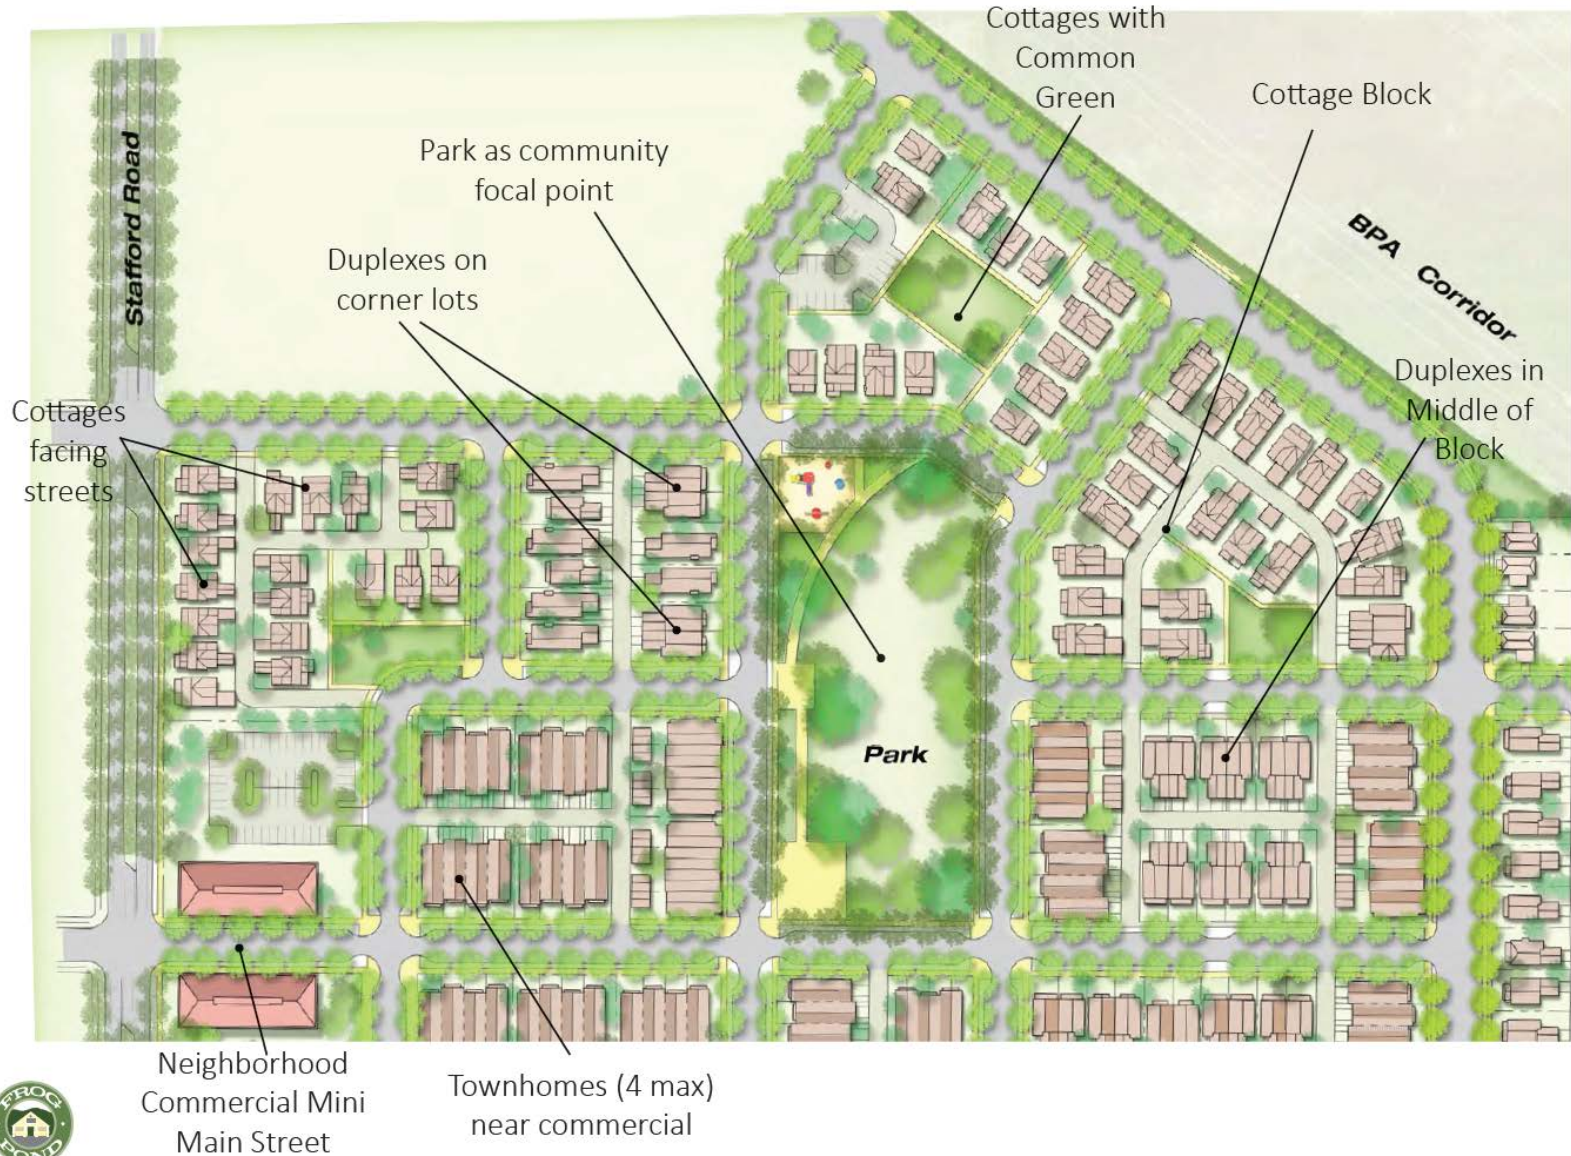 Cottages with
Common
Green
Cottage Block
Park as community
focal point
Stafford Road
Duplexes on
corner lots
BPA Corridor
Duplexes in
Middle of
Block
Cottages
facing
streets
Park
Neighborhood
Commercial Mini
Main Street
Townhomes (4 max)
near commercial
FROG
POND